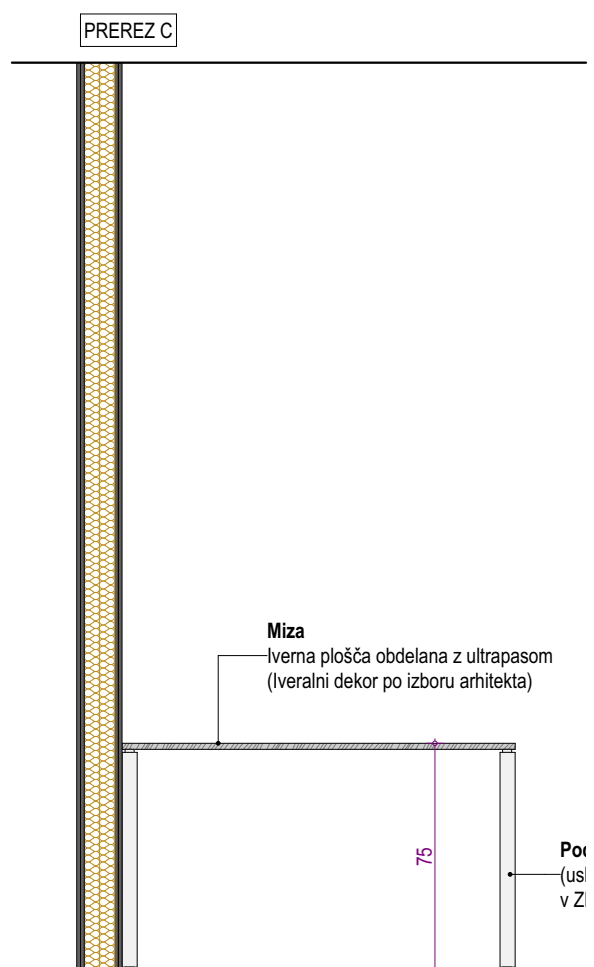 PREREZ C
Miza
Iverna plošča obdelana z ultrapasom
(Iveralni dekor po izboru arhitekta)
75
v